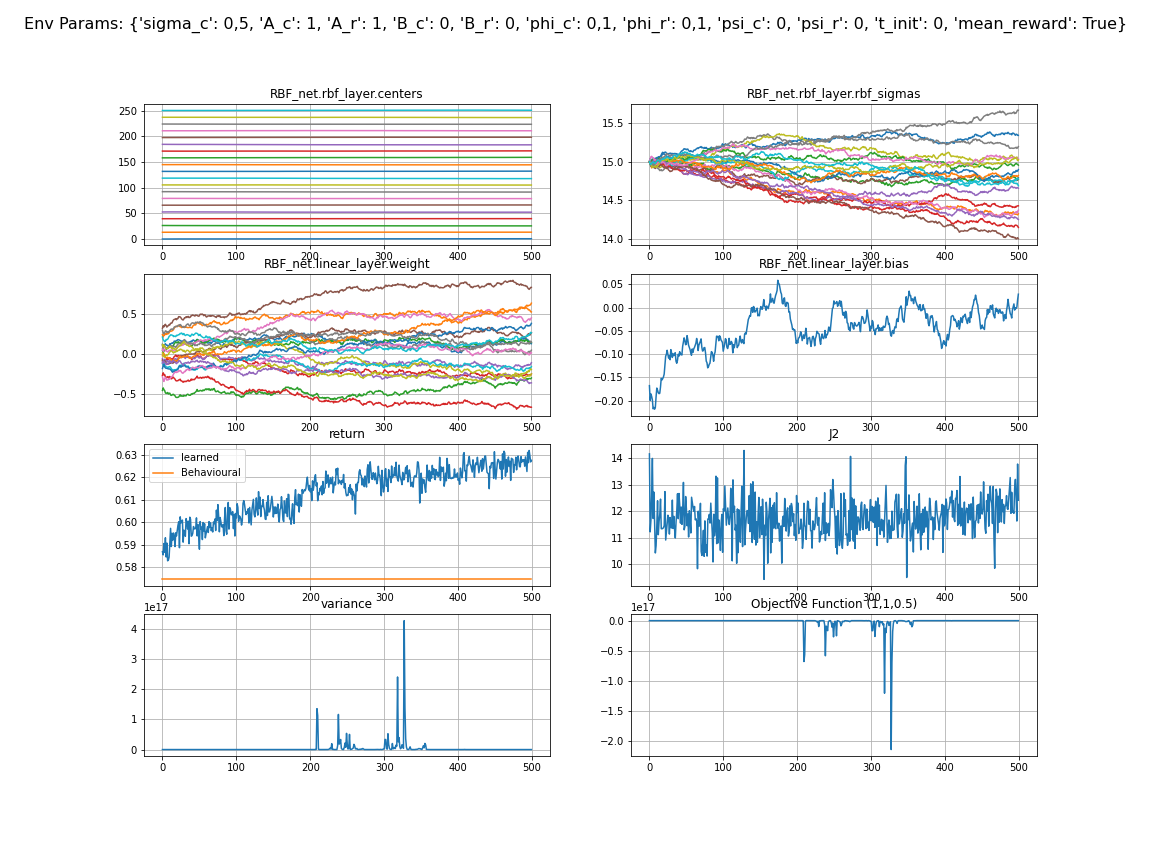 Env Params: {'sigma_c': 0,5, 'A_c': 1, 'A_r': 1, 'B_c': 0, 'B_r': 0, 'phi_c': 0,1, 'phi_r': 0,1, 'psi_c': 0, 'psi_r': 0, 't_init': 0, 'mean_reward': True}
RBF_net.rbf_layer.centers
250
200
150
100
50
0
0 100 200 300 400 500
RBF_net.rbf_layer.rbf_sigmas
15.5
15.0
14.5
14.0
0 100 200 300 400 500
RBF_net.linear_layer.weight
0.5
0.0
−0.5
0 100 200 300 400 500
RBF_net.linear_layer.bias
0.05
0.00
−0.05
−0.10
−0.15
−0.20
0 100 200 300 400 500
return
learned
Behavioural
0.63
0.62
0.61
0.60
0.59
0.58
0 100 200 300 400 500
J2
14
13
12
11
10
0 100 200 300 400 500
variance
1e17
4
3
2
1
0
0 100 200 300 400 500
Objective Function (1,1,0.5)
1e17
0.0
−0.5
−1.0
−1.5
−2.0
0 100 200 300 400 500